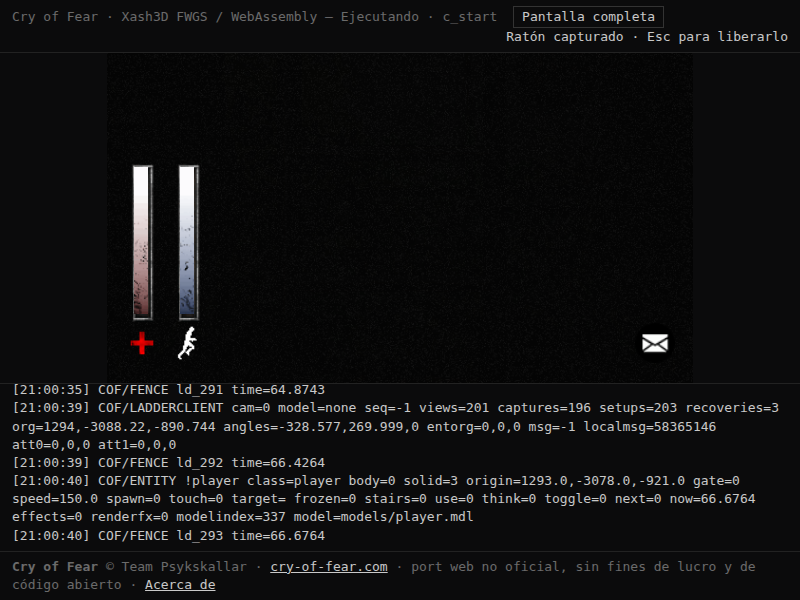 Cry of Fear · Xash3D FWGS / WebAssembly — Ejecutando · c_start Pantalla completa
Ratón capturado · Esc para liberarlo
[21:00:35] COF/FENCE ld_291 time=64.8743
[21:00:39] COF/LADDERCLIENT cam=0 model=none seq=-1 views=201 captures=196 setups=203 recoveries=3
org=1294,-3088.22,-890.744 angles=-328.577,269.999,0 entorg=0,0,0 msg=-1 localmsg=58365146
att0=0,0,0 att1=0,0,0
[21:00:39] COF/FENCE ld_292 time=66.4264
[21:00:40] COF/ENTITY !player class=player body=0 solid=3 origin=1293.0,-3078.0,-921.0 gate=0
speed=150.0 spawn=0 touch=0 target= frozen=0 stairs=0 use=0 think=0 toggle=0 next=0 now=66.6764
effects=0 renderfx=0 modelindex=337 model=models/player.mdl
[21:00:40] COF/FENCE ld_293 time=66.6764
Cry of Fear © Team Psykskallar · cry-of-fear.com · port web no oficial, sin fines de lucro y de
código abierto · Acerca de